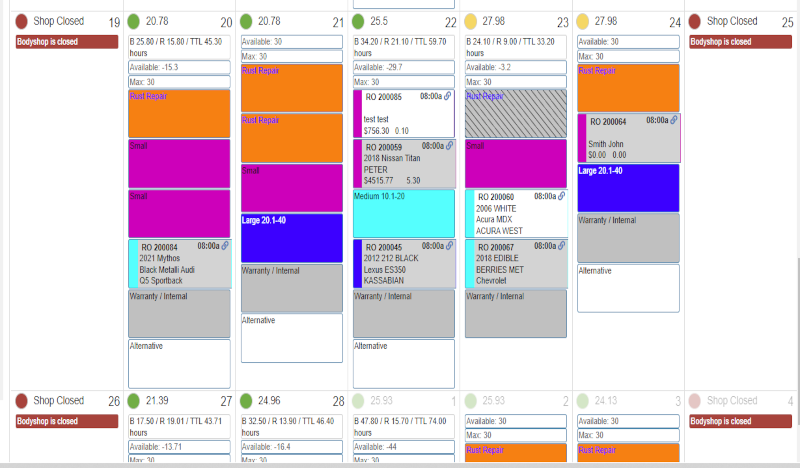 Shop Closed 19
Bodyshop is closed
20.78 20
B 25.80 / R 15.80 / TTL 45.30
hours
Available: -15.3
Max: 30
Rust Repair
Small
Small
RO 200084 08:00a
2021 Mythos
Black Metalli Audi
Q5 Sportback
Warranty / Internal
Alternative
20.78 21
Available: 30
Max: 30
Rust Repair
Rust Repair
Small
Large 20.1-40
Warranty / Internal
Alternative
25.5 22
B 34.20 / R 21.10 / TTL 59.70
hours
Available: -29.7
Max: 30
RO 200085 08:00a
test test
$756.30 0.10
RO 200059 08:00a
2018 Nissan Titan
PETER
$4515.77 5.30
Medium 10.1-20
RO 200045 08:00a
2012 212 BLACK
Lexus ES350
KASSABIAN
Warranty / Internal
Alternative
27.98 23
B 24.10 / R 9.00 / TTL 33.20
hours
Available: -3.2
Max: 30
Rust Repair
Small
RO 200060 08:00a
2006 WHITE
Acura MDX
ACURA WEST
RO 200067 08:00a
2018 EDIBLE
BERRIES MET
Chevrolet
Warranty / Internal
27.98 24
Available: 30
Max: 30
Rust Repair
RO 200064 08:00a
Smith John
$0.00 0.00
Large 20.1-40
Warranty / Internal
Alternative
Shop Closed 25
Bodyshop is closed
Shop Closed 26
Bodyshop is closed
21.39 27
B 17.50 / R 19.01 / TTL 43.71
hours
Available: -13.71
Max: 30
24.96 28
B 32.50 / R 13.90 / TTL 46.40
hours
Available: -16.4
Max: 30
25.93 1
B 47.80 / R 15.70 / TTL 74.00
hours
Available: -44
Max: 30
25.93 2
Available: 30
Max: 30
Rust Repair
24.13 3
Available: 30
Max: 30
Rust Repair
Shop Closed 4
Bodyshop is closed